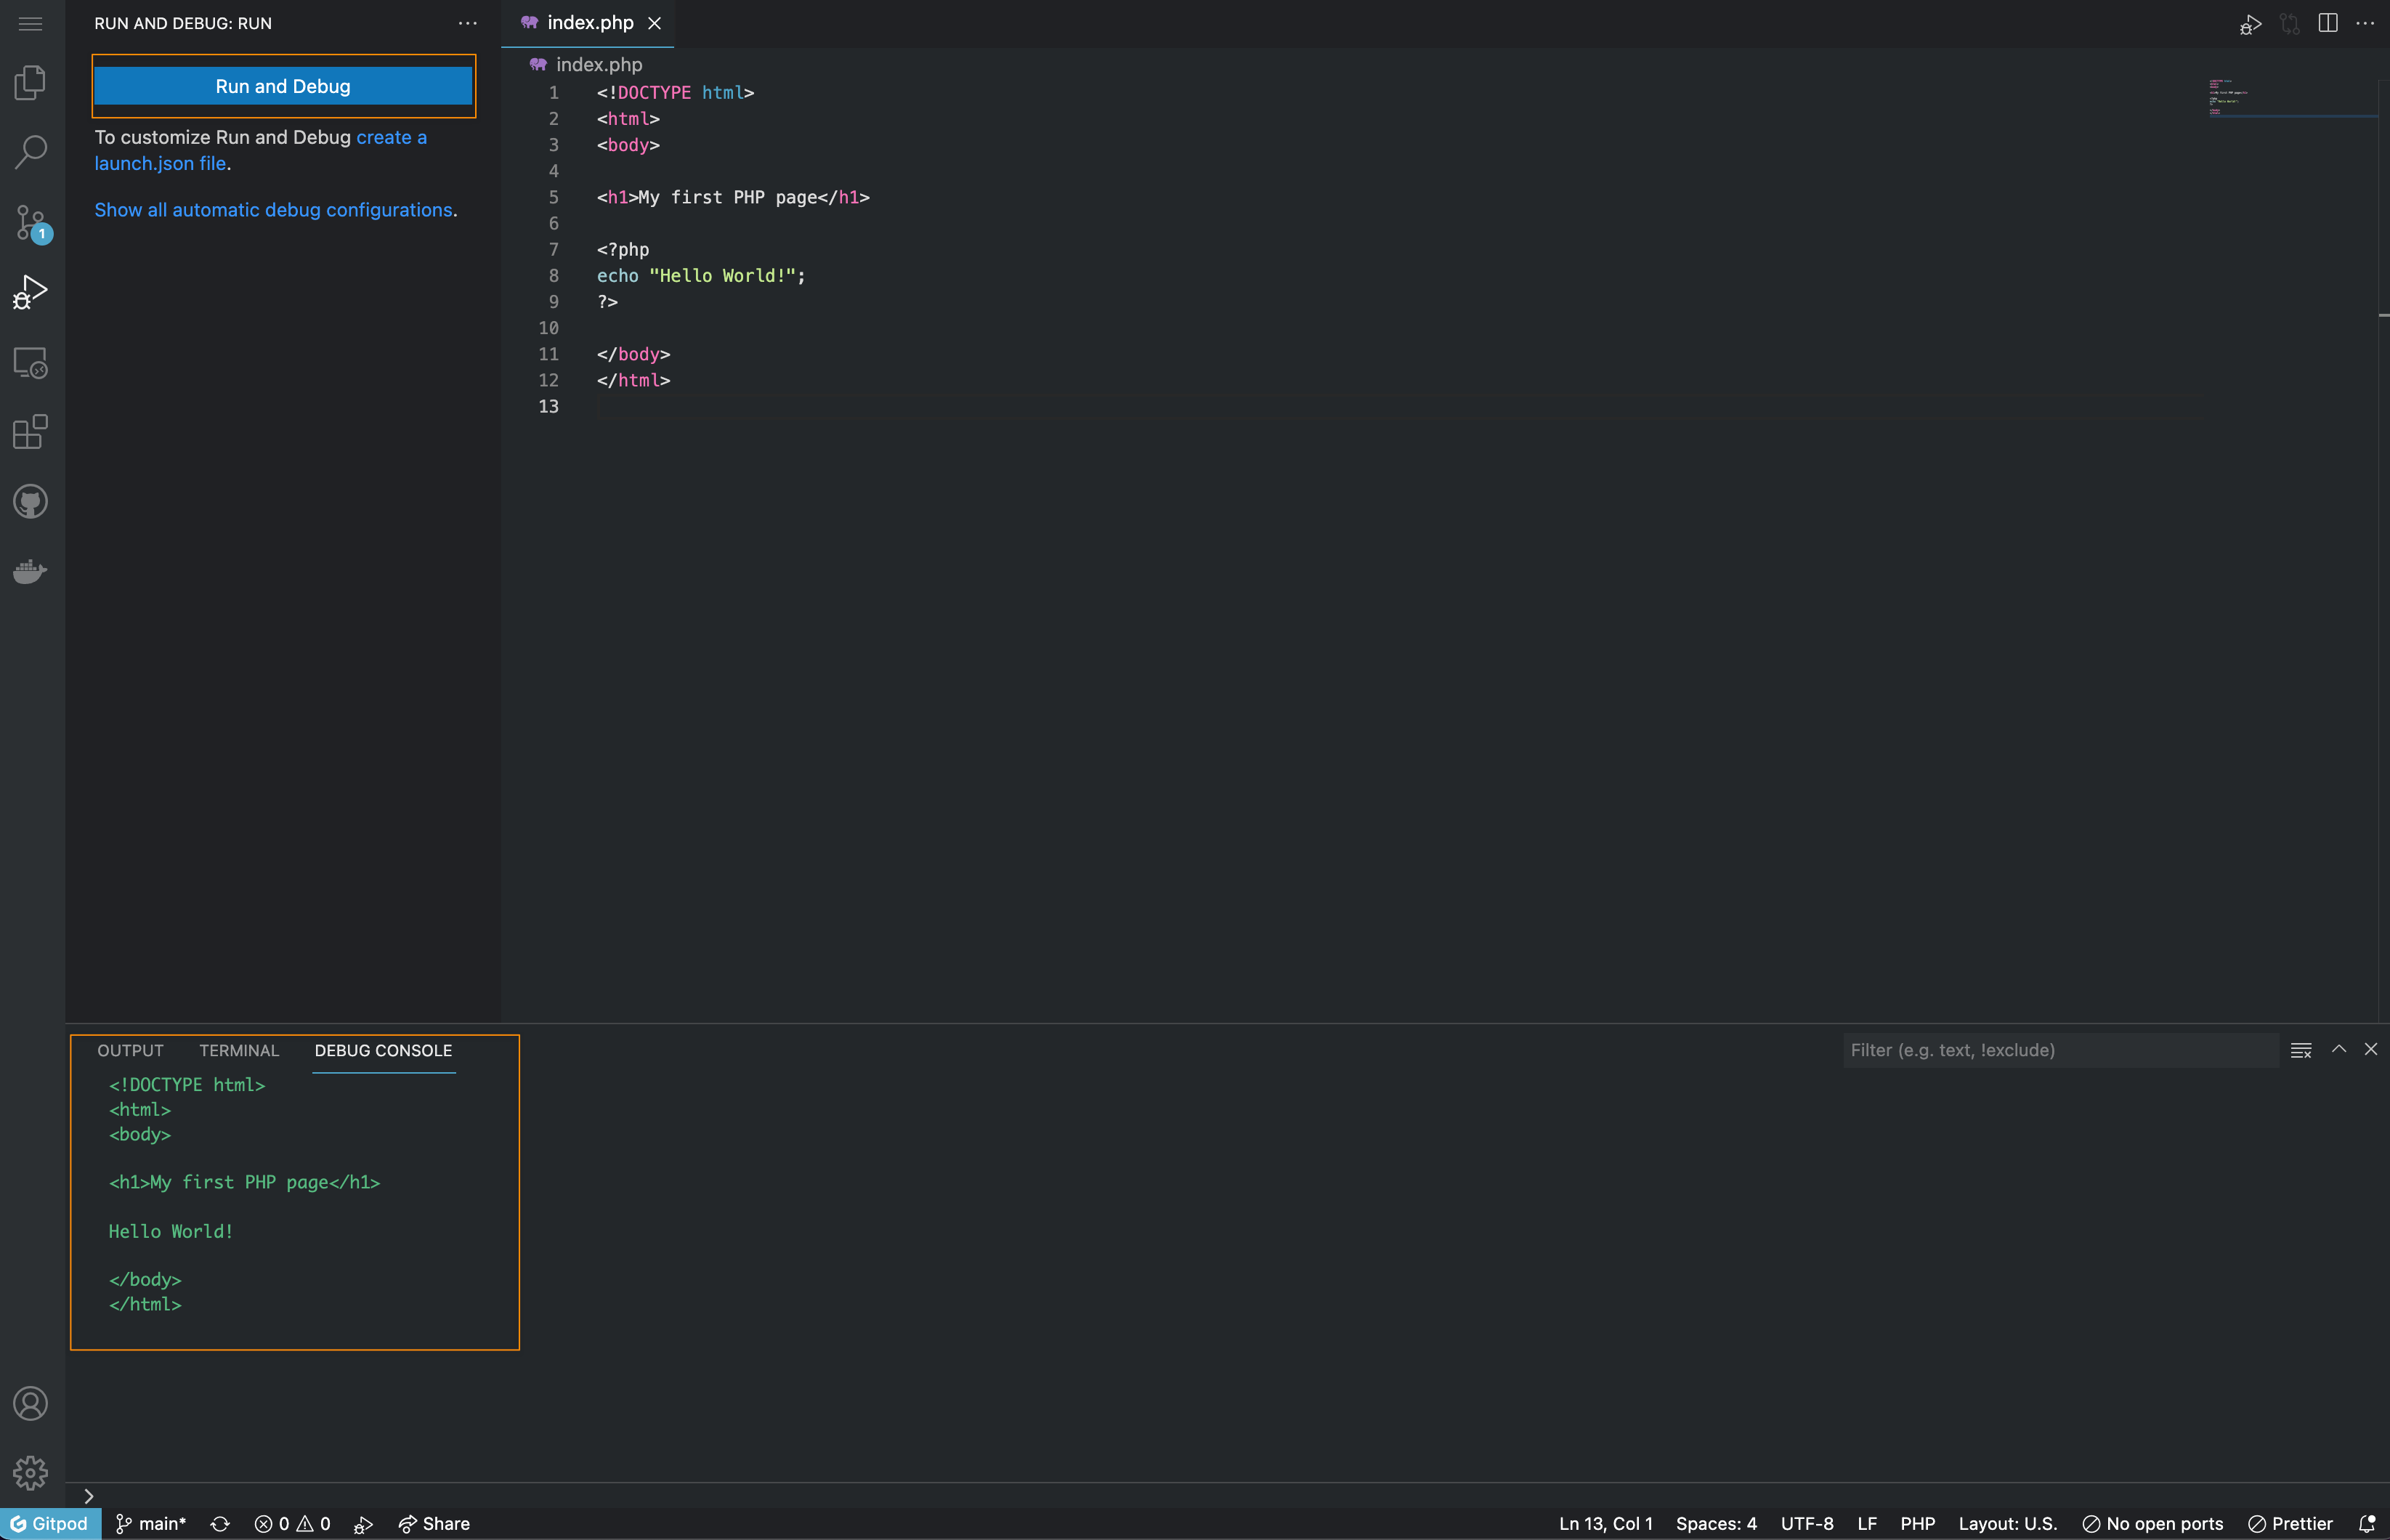 RUN AND DEBUG: RUN
Run and Debug
To customize Run and Debug create a
launch.json file.
Show all automatic debug configurations.
1
index.php
index.php
1 <!DOCTYPE html>
2 <html>
3 <body>
4
5 <h1>My first PHP page</h1>
6
7 <?php
8 echo "Hello World!";
9 ?>
10
11 </body>
12 </html>
13
OUTPUT TERMINAL DEBUG CONSOLE
Filter (e.g. text, !exclude)
<!DOCTYPE html>
<html>
<body>
<h1>My first PHP page</h1>
Hello World!
</body>
</html>
Gitpod main* 0 0 Share Ln 13, Col 1 Spaces: 4 UTF-8 LF PHP Layout: U.S. No open ports Prettier